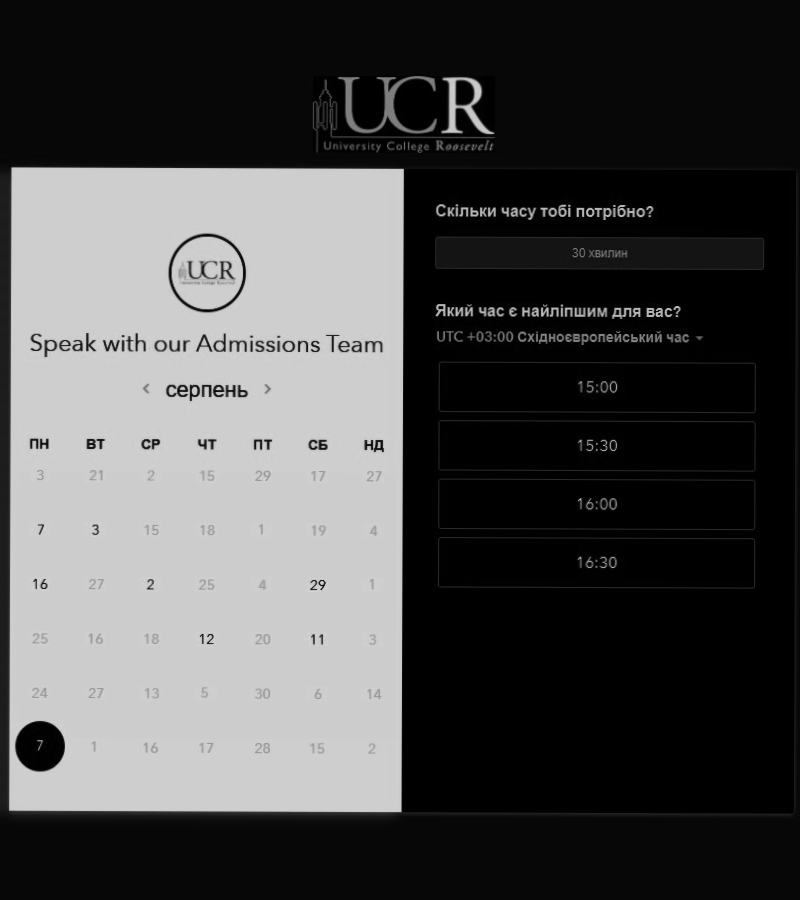 UCR
University College Roosevelt
UCR
University College Roosevelt
Speak with our Admissions Team
серпень
ПН ВТ СР ЧТ ПТ СБ НД
3 21 2 15 29 17 27
7 3 15 18 1 19 4
16 27 2 25 4 29 1
25 16 18 12 20 11 3
24 27 13 5 30 6 14
7 1 16 17 28 15 2
Скільки часу тобі потрібно?
30 хвилин
Який час є найліпшим для вас?
UTC +03:00 Східноєвропейський час
15:00
15:30
16:00
16:30